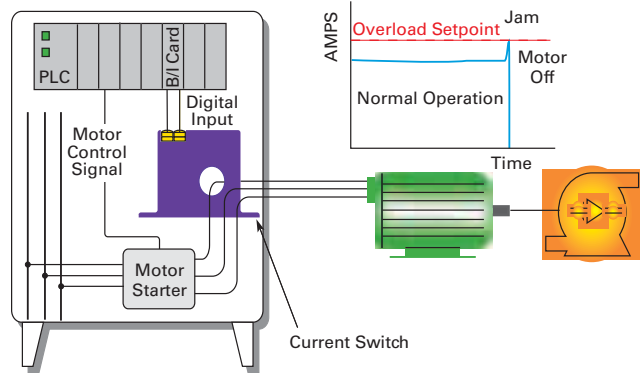 PLC
B/I Card
Digital
Input
Motor
Control
Signal
Motor
Starter
Current Switch
AMPS
Overload Setpoint
Jam
Motor
Off
Normal Operation
Time